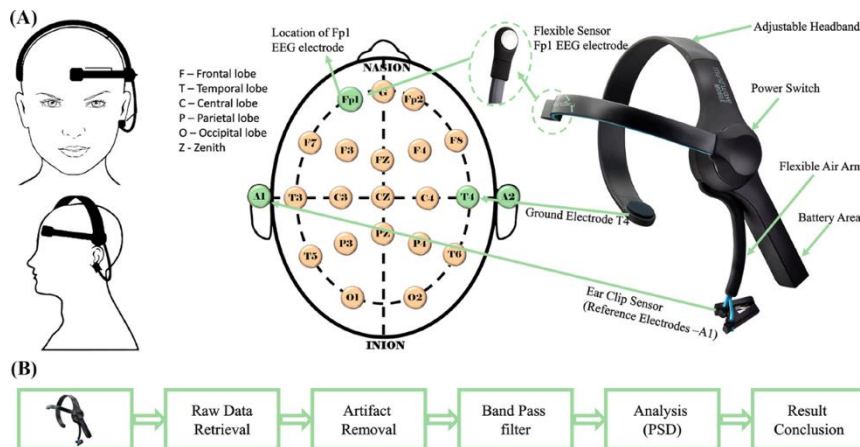 (A)
Location of Fp1
EEG electrode
Flexible Sensor
Fp1 EEG electrode
Adjustable Headband
F – Frontal lobe
T – Temporal lobe
C – Central lobe
P – Parietal lobe
O – Occipital lobe
Z - Zenith
NASION
Fp1
G
Fp2
Power Switch
F7
F3
FZ
F4
F8
Flexible Air Arm
A1
T3
C3
CZ
C4
T4
A2
Ground Electrode T4
Battery Area
T5
P3
PZ
P4
T6
Ear Clip Sensor
(Reference Electrodes –A1)
O1
O2
INION
(B)
Raw Data
Retrieval
Artifact
Removal
Band Pass
filter
Analysis
(PSD)
Result
Conclusion